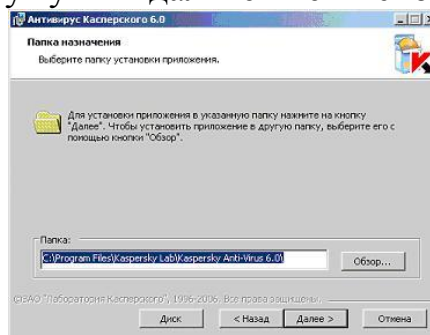 Антивирус Касперского 6.0
Папка назначения
Выберите папку установки приложения.
Для установки приложения в указанную папку нажмите на кнопку
"Далее". Чтобы установить приложение в другую папку, выберите его с
помощью кнопки "Обзор".
Папка:
C:\Program Files\Kaspersky Lab\Kaspersky Anti-Virus 6.0\
Обзор...
©ЗАО "Лаборатория Касперского", 1996-2006. Все права защищены.
Диск
< Назад
Далее >
Отмена